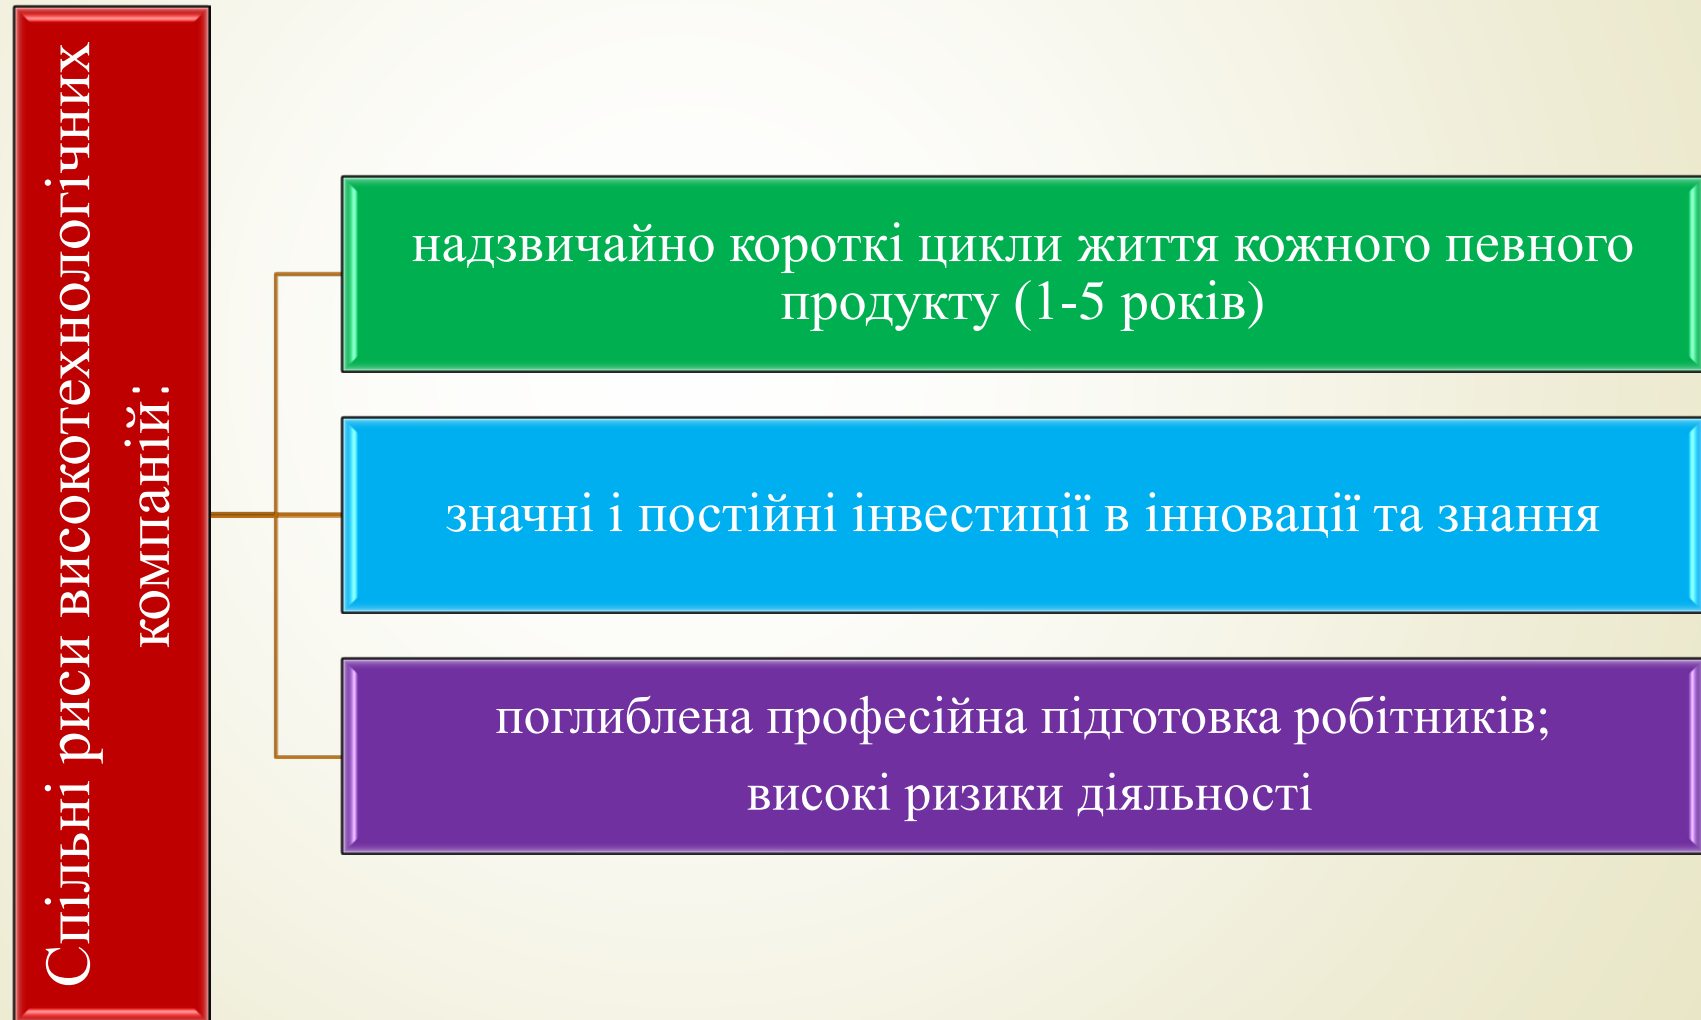 Спільні риси високотехнологічних
компаній:
надзвичайно короткі цикли життя кожного певного
продукту (1-5 років)
значні і постійні інвестиції в інновації та знання
поглиблена професійна підготовка робітників;
високі ризики діяльності